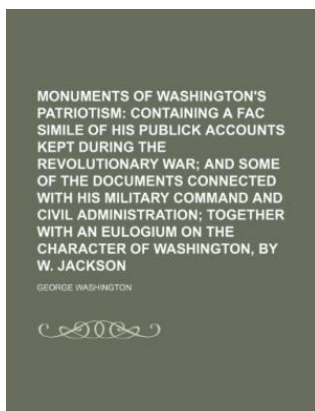 MONUMENTS OF WASHINGTON'S
PATRIOTISM: CONTAINING A FAC
SIMILE OF HIS PUBLICK ACCOUNTS
KEPT DURING THE
REVOLUTIONARY WAR; AND SOME
OF THE DOCUMENTS CONNECTED
WITH HIS MILITARY COMMAND AND
CIVIL ADMINISTRATION; TOGETHER
WITH AN EULOGIUM ON THE
CHARACTER OF WASHINGTON, BY
W. JACKSON
GEORGE WASHINGTON